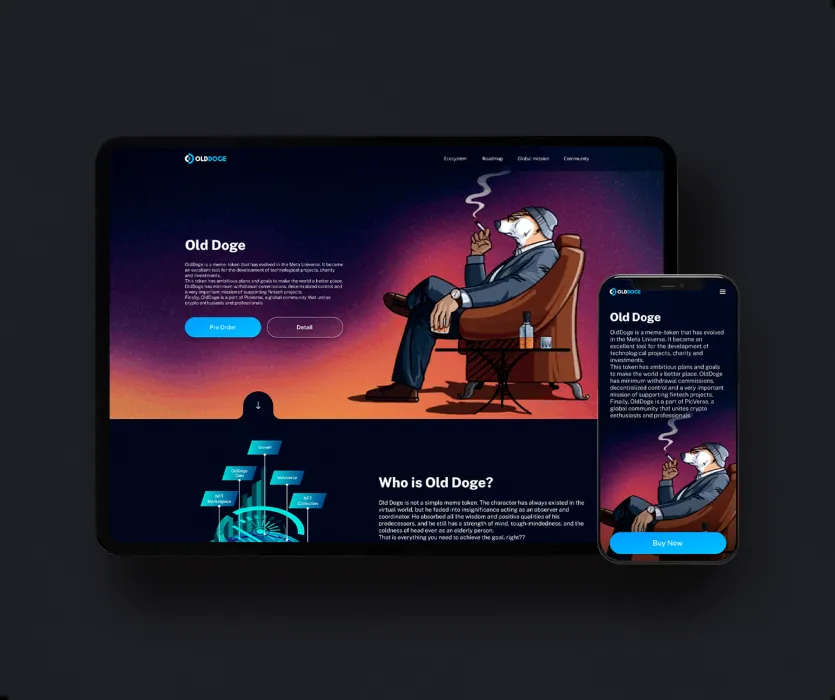 OLDDOGE
Ecosystem
Roadmap
Global mission
Community
Old Doge
OldDoge is a meme-token that has evolved in the Meta Universe. It became
an excellent tool for the development of technological projects, charity
and investments.
This token has ambitious plans and goals to make the world a better place.
OldDoge has minimum withdrawal commissions, decentralized control and
a very important mission of supporting fintech projects.
Finally, OldDoge is a part of PicVerse, a global community that unites
crypto enthusiasts and professionals
Pre Order
Detail
OldDoge
Coin
Metaverse
NFT
Marketspace
NFT
Collection
Who is Old Doge?
Old Doge is not a simple meme token. The character has always existed in the
virtual world, but he faded into insignificance acting as an observer and
coordinator. He absorbed all the wisdom and positive qualities of his
predecessors, and he still has a strength of mind, tough-mindedness, and the
coldness of head even as an elderly person.
That is everything you need to achieve the goal, right??
OLDDOGE
Old Doge
OldDoge is a meme-token that has evolved
in the Meta Universe. It became an
excellent tool for the development of
technological projects, charity and
investments.
This token has ambitious plans and goals
to make the world a better place. OldDoge
has minimum withdrawal commissions,
decentralized control and a very important
mission of supporting fintech projects.
Finally, OldDoge is a part of PicVerse, a
global community that unites crypto
enthusiasts and professionals
Buy Now